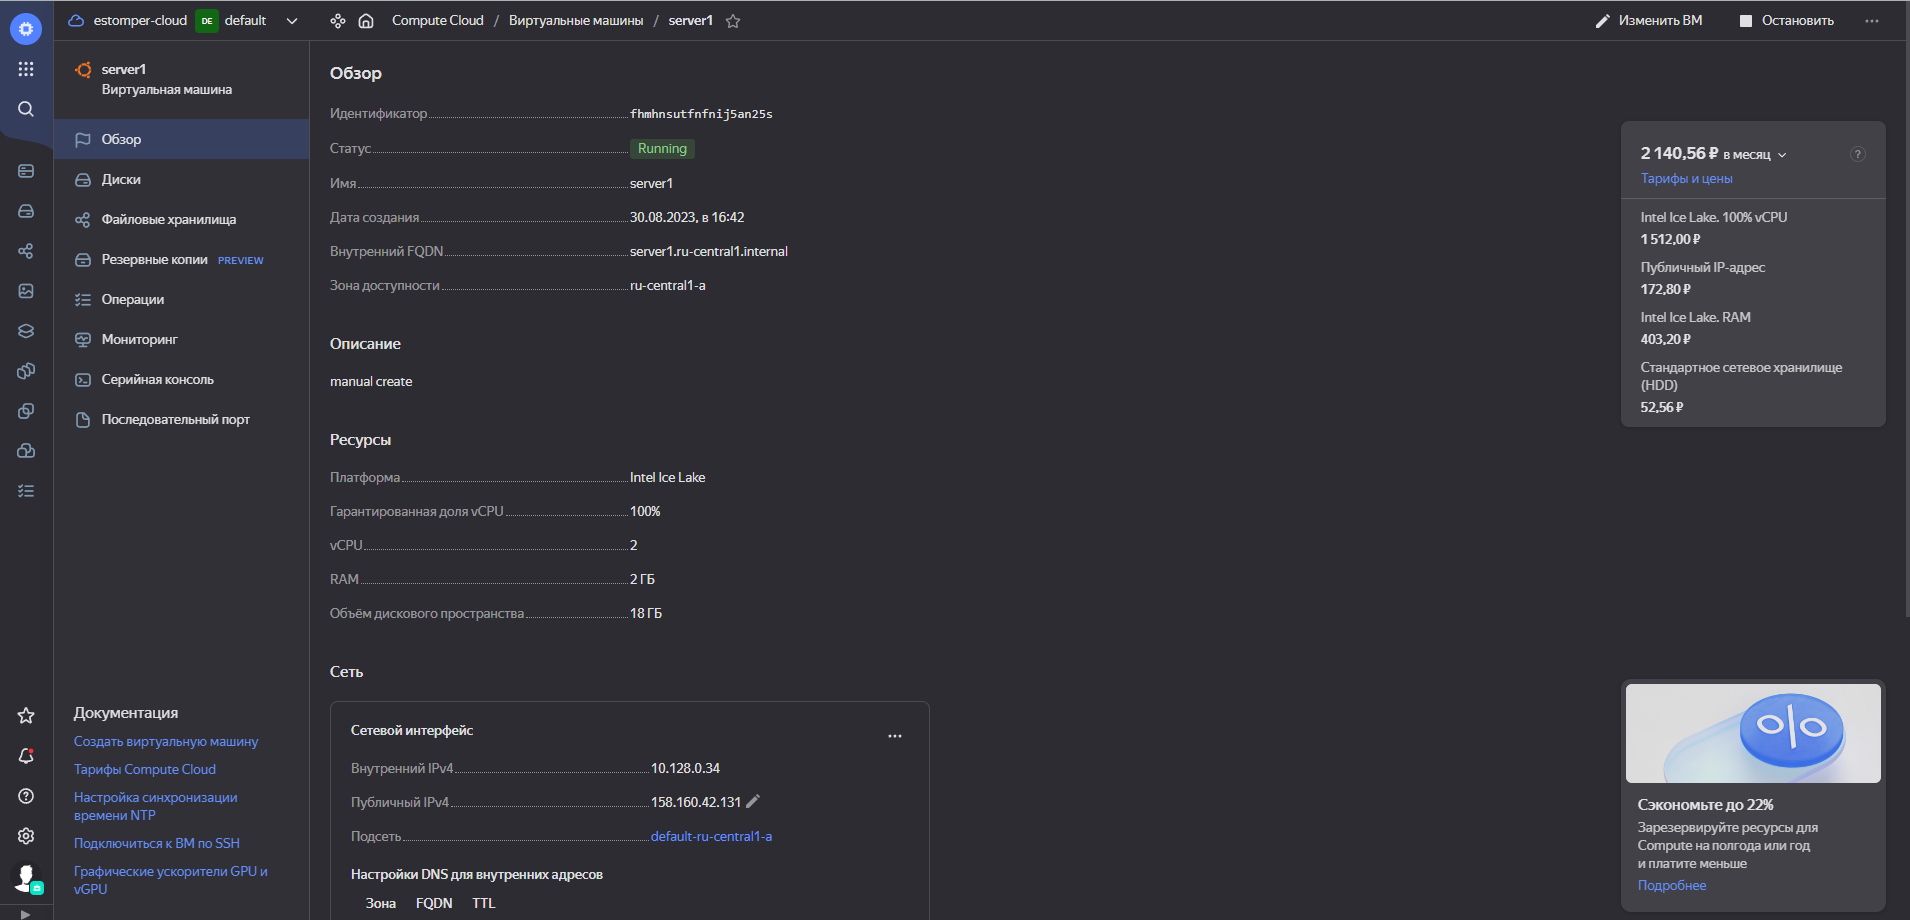 estomper-cloud DE default
Compute Cloud / Виртуальные машины / server1
Изменить ВМ
Остановить
server1
Виртуальная машина
Обзор
Диски
Файловые хранилища
Резервные копии PREVIEW
Операции
Мониторинг
Серийная консоль
Последовательный порт
Документация
Создать виртуальную машину
Тарифы Compute Cloud
Настройка синхронизации
времени NTP
Подключиться к ВМ по SSH
Графические ускорители GPU и
vGPU
Обзор
Идентификатор fhmhnsutfnfnij5an25s
Статус Running
Имя server1
Дата создания 30.08.2023, в 16:42
Внутренний FQDN server1.ru-central1.internal
Зона доступности ru-central1-a
Описание
manual create
Ресурсы
Платформа Intel Ice Lake
Гарантированная доля vCPU 100%
vCPU 2
RAM 2 ГБ
Объём дискового пространства 18 ГБ
Сеть
Сетевой интерфейс
Внутренний IPv4 10.128.0.34
Публичный IPv4 158.160.42.131
Подсеть default-ru-central1-a
Настройки DNS для внутренних адресов
Зона FQDN TTL
2 140,56 ₽ в месяц
?
Тарифы и цены
Intel Ice Lake. 100% vCPU
1 512,00 ₽
Публичный IP-адрес
172,80 ₽
Intel Ice Lake. RAM
403,20 ₽
Стандартное сетевое хранилище
(HDD)
52,56 ₽
%
Сэкономьте до 22%
Зарезервируйте ресурсы для
Compute на полгода или год
и платите меньше
Подробнее